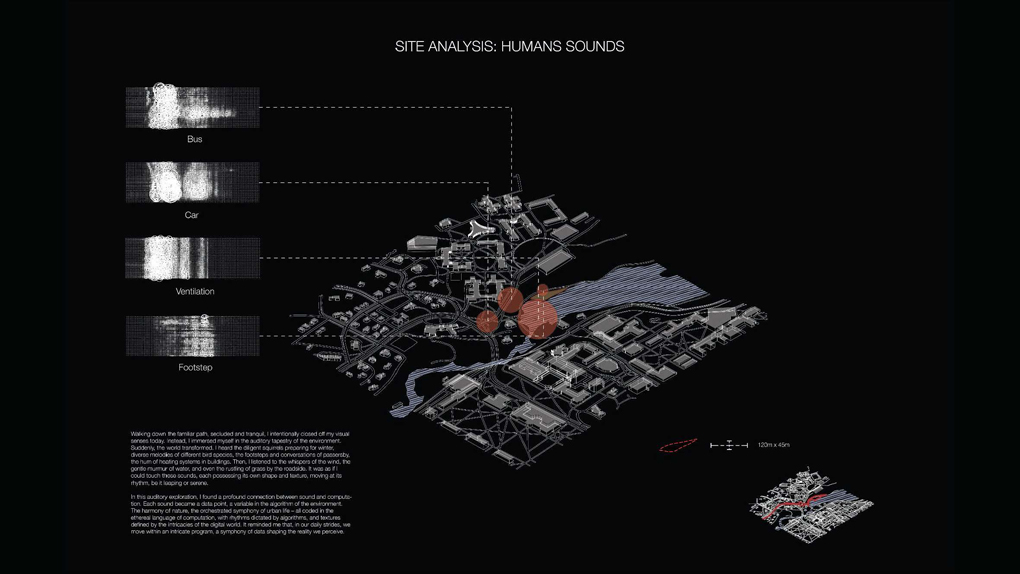 SITE ANALYSIS: HUMANS SOUNDS
Bus
Car
Ventilation
Footstep
Walking down the familiar path, secluded and tranquil, I intentionally closed off my visual
senses today. Instead, I immersed myself in the auditory tapestry of the environment.
Suddenly, the world transformed. I heard the diligent squirrels preparing for winter,
diverse melodies of different bird species, the footsteps and conversations of passersby,
the hum of heating systems in buildings. Then, I listened to the whispers of the wind, the
gentle murmur of water, and even the rustling of grass by the roadside. It was as if I
could touch those sounds, each possessing its own shape and texture, moving at its
rhythm, be it leaping or serene.
In this auditory exploration, I found a profound connection between sound and computa-
tion. Each sound became a data point, a variable in the algorithm of the environment.
The harmony of nature, the orchestrated symphony of urban life – all coded in the
ethereal language of computation, with rhythms dictated by algorithms, and textures
defined by the intricacies of the digital world. It reminded me that, in our daily strides, we
move within an intricate program, a symphony of data shaping the reality we perceive.
120m x 45m